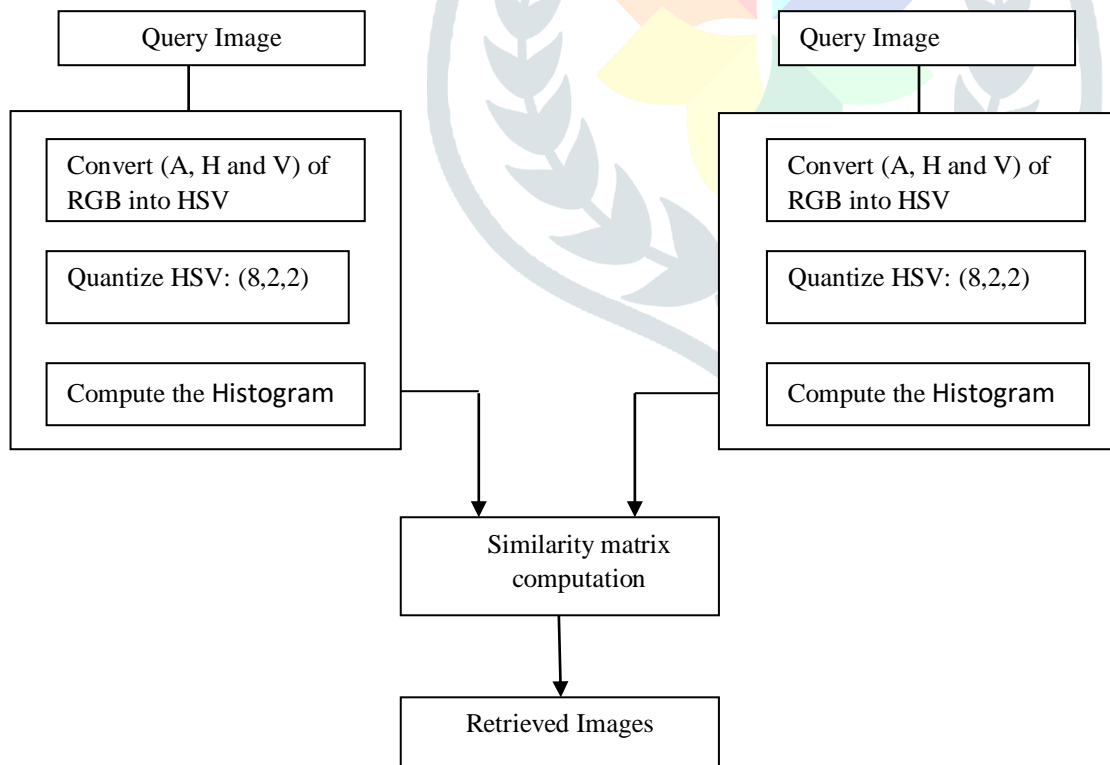 Query Image
Query Image
Convert (A, H and V) of
RGB into HSV
Quantize HSV: (8,2,2)
Compute the Histogram
Convert (A, H and V) of
RGB into HSV
Quantize HSV: (8,2,2)
Compute the Histogram
Similarity matrix
computation
Retrieved Images